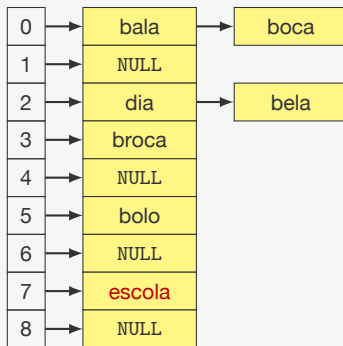 0 bala boca
1 NULL
2 dia bela
3 broca
4 NULL
5 bolo
6 NULL
7 escola
8 NULL